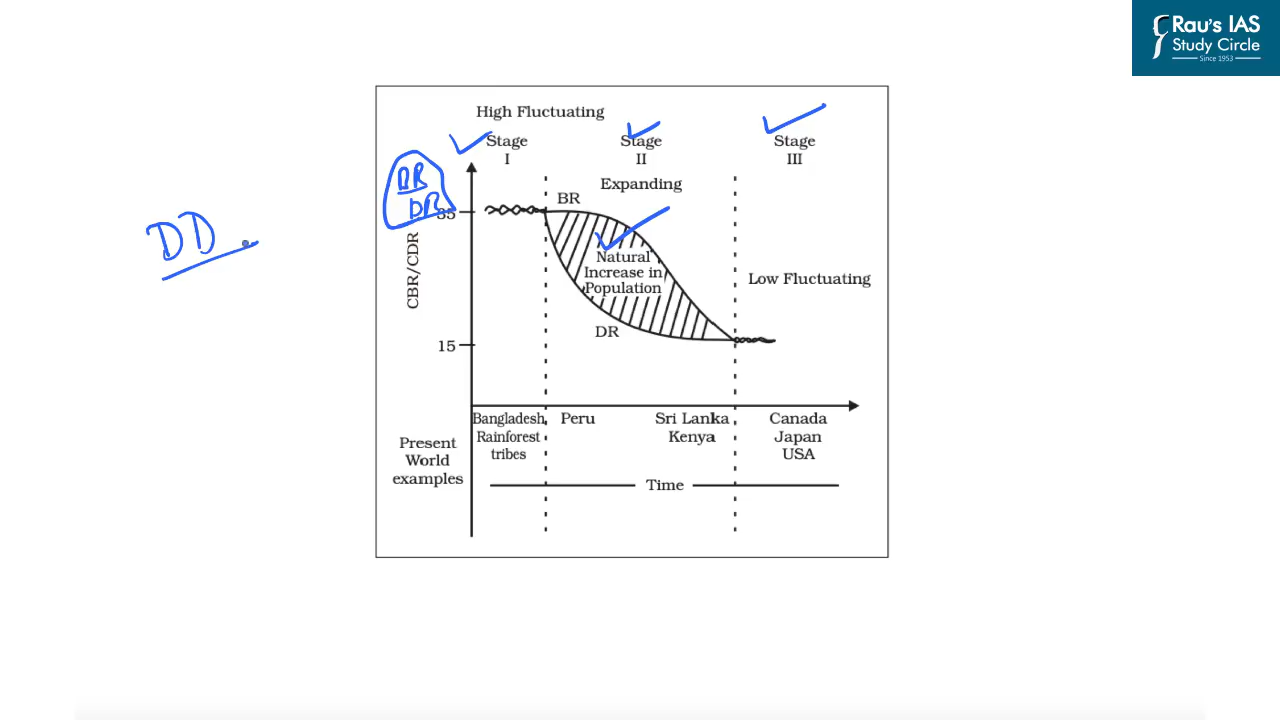 Rau's IAS
Study Circle
Since 1953
High Fluctuating
Stage
I
Stage
II
Stage
III
Expanding
BR
BR
DR
35
DD
CBR/CDR
Natural
Increase in
Population
Low Fluctuating
DR
15
Bangladesh
Rainforest
tribes
Peru
Sri Lanka
Kenya
Canada
Japan
USA
Present
World
examples
Time